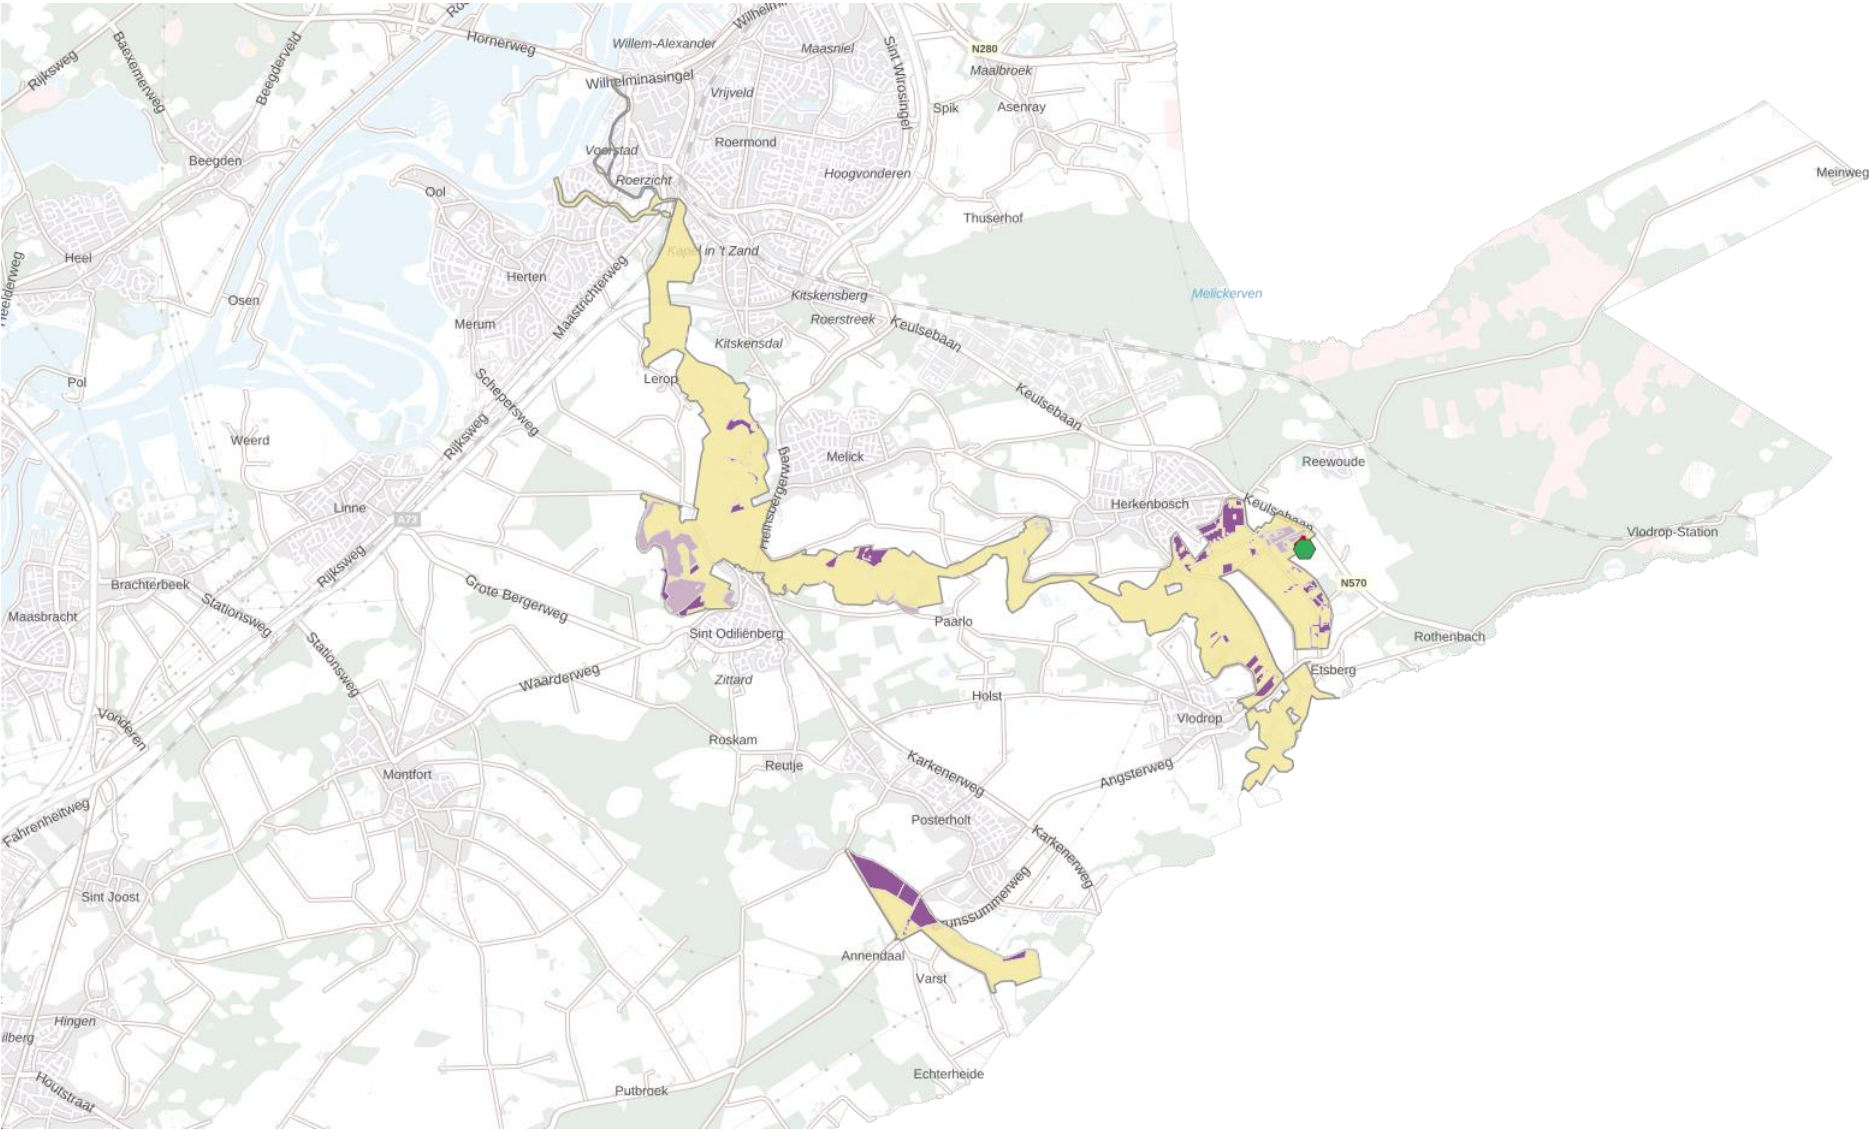 Hornerweg
Willem-Alexander
Maasniel
N280
Maalbroek
Rijksweg
Baexemerweg
Beegderveld
Wilhelminasingel
Vrijveld
Sint Wirosingel
Spik
Asenray
Roermond
Voorstad
Beegden
Hoogvonderen
Roerzicht
Meinweg
Ool
Thuserhof
Kapel in 't Zand
Heel
Herten
Melickerven
Heelderweg
Osen
Maastrichterweg
Kitskensberg
Merum
Roerstreek
Keulsebaan
Kitskensdal
Lerop
Pol
Schepersweg
Keulsebaan
Weerd
Rijksweg
Melick
Reewoude
Heinsbergerweg
Linne
Herkenbosch
Keulsebaan
A73
Vlodrop-Station
Rijksweg
Brachterbeek
Grote Bergerweg
N570
Maasbracht
Stationsweg
Paarlo
Sint Odiliënberg
Rothenbach
Stationsweg
Waarderweg
Zittard
Etsberg
Holst
Vonderen
Vlodrop
Roskam
Reutje
Montfort
Karkenerweg
Angsterweg
Fahrenheitweg
Posterholt
Karkenerweg
Sint Joost
unssummerweg
Annendaal
Varst
Hingen
ilberg
Echterheide
Houtstraat
Putbroek